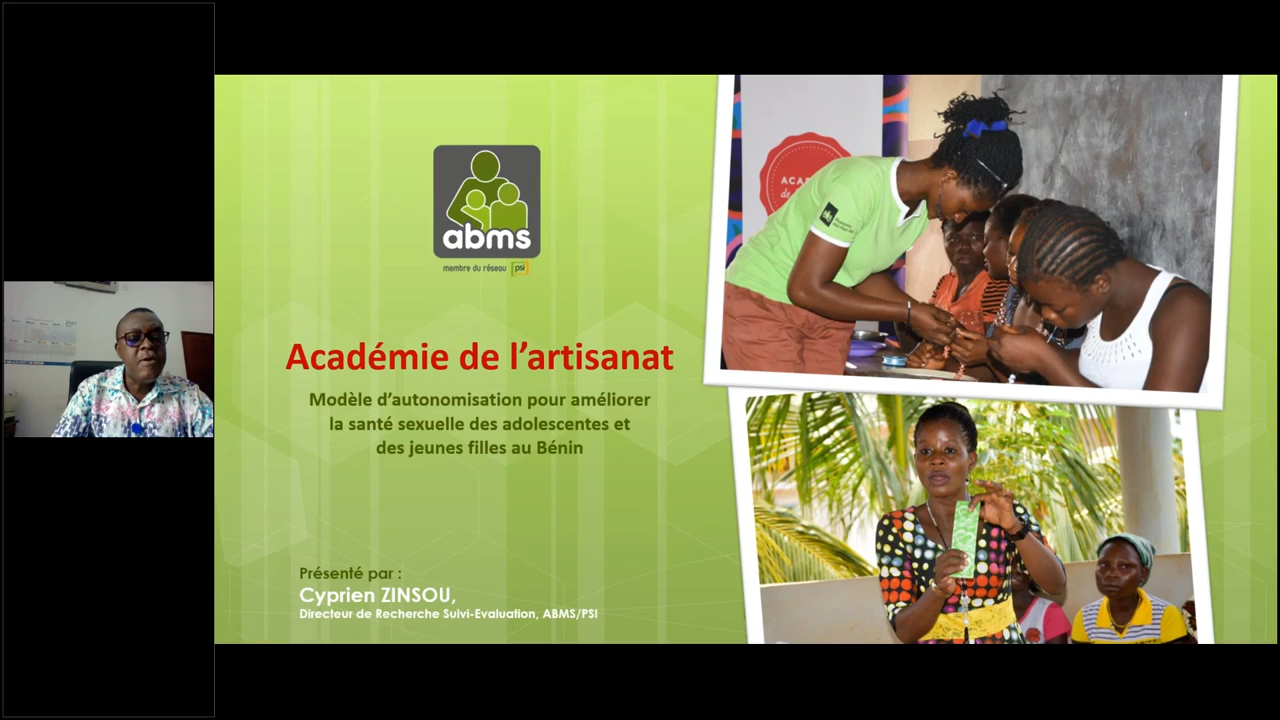 abms
membre du réseau psi
Académie de l'artisanat
Modèle d'autonomisation pour améliorer
la santé sexuelle des adolescentes et
des jeunes filles au Bénin
Présenté par :
Cyprien ZINSOU,
Directeur de Recherche Suivi-Evaluation, ABMS/PSI